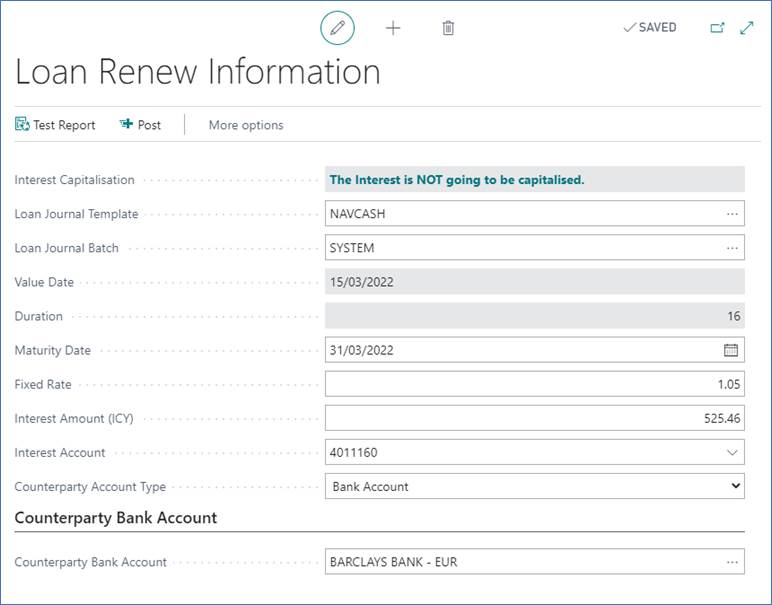 SAVED
Loan Renew Information
Test Report Post More options
Interest Capitalisation The Interest is NOT going to be capitalised.
Loan Journal Template NAVCASH
Loan Journal Batch SYSTEM
Value Date 15/03/2022
Duration 16
Maturity Date 31/03/2022
Fixed Rate 1.05
Interest Amount (ICY) 525.46
Interest Account 4011160
Counterparty Account Type Bank Account
Counterparty Bank Account
Counterparty Bank Account BARCLAYS BANK - EUR